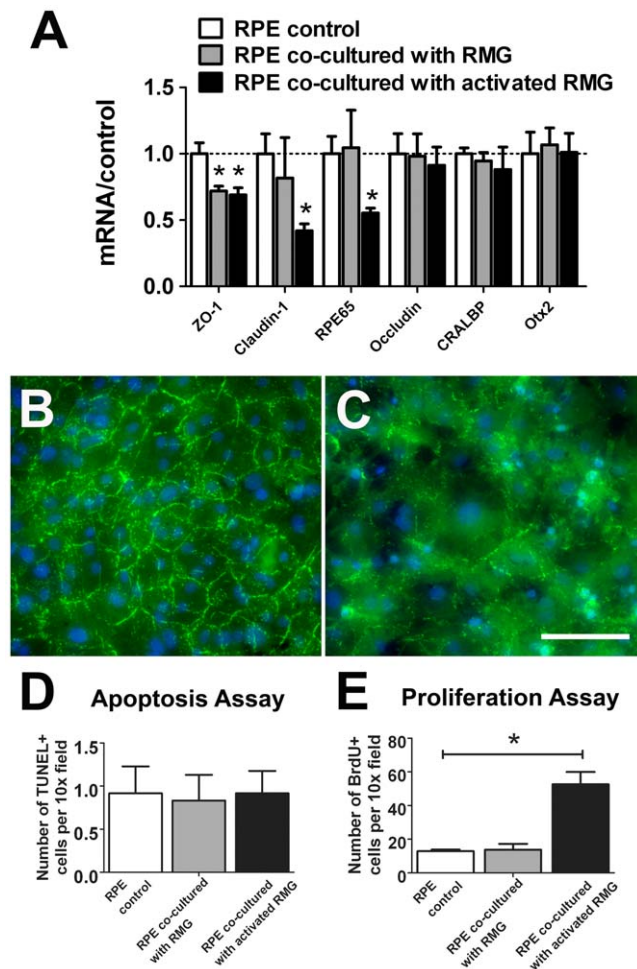 A
RPE control
RPE co-cultured with RMG
RPE co-cultured with activated RMG
mRNA/control
1.5
1.0
0.5
0.0
* * * *
ZO-1
Claudin-1
RPE65
Occludin
CRALBP
Otx2
B
C
D Apoptosis Assay
Number of TUNEL+
cells per 10x field
1.5
1.0
0.5
0.0
RPE
control
RPE co-cultured
with RMG
RPE co-cultured
with activated RMG
E Proliferation Assay
Number of BrdU+
cells per 10x field
80
60
40
20
0
*
RPE
control
RPE co-cultured
with RMG
RPE co-cultured
with activated RMG